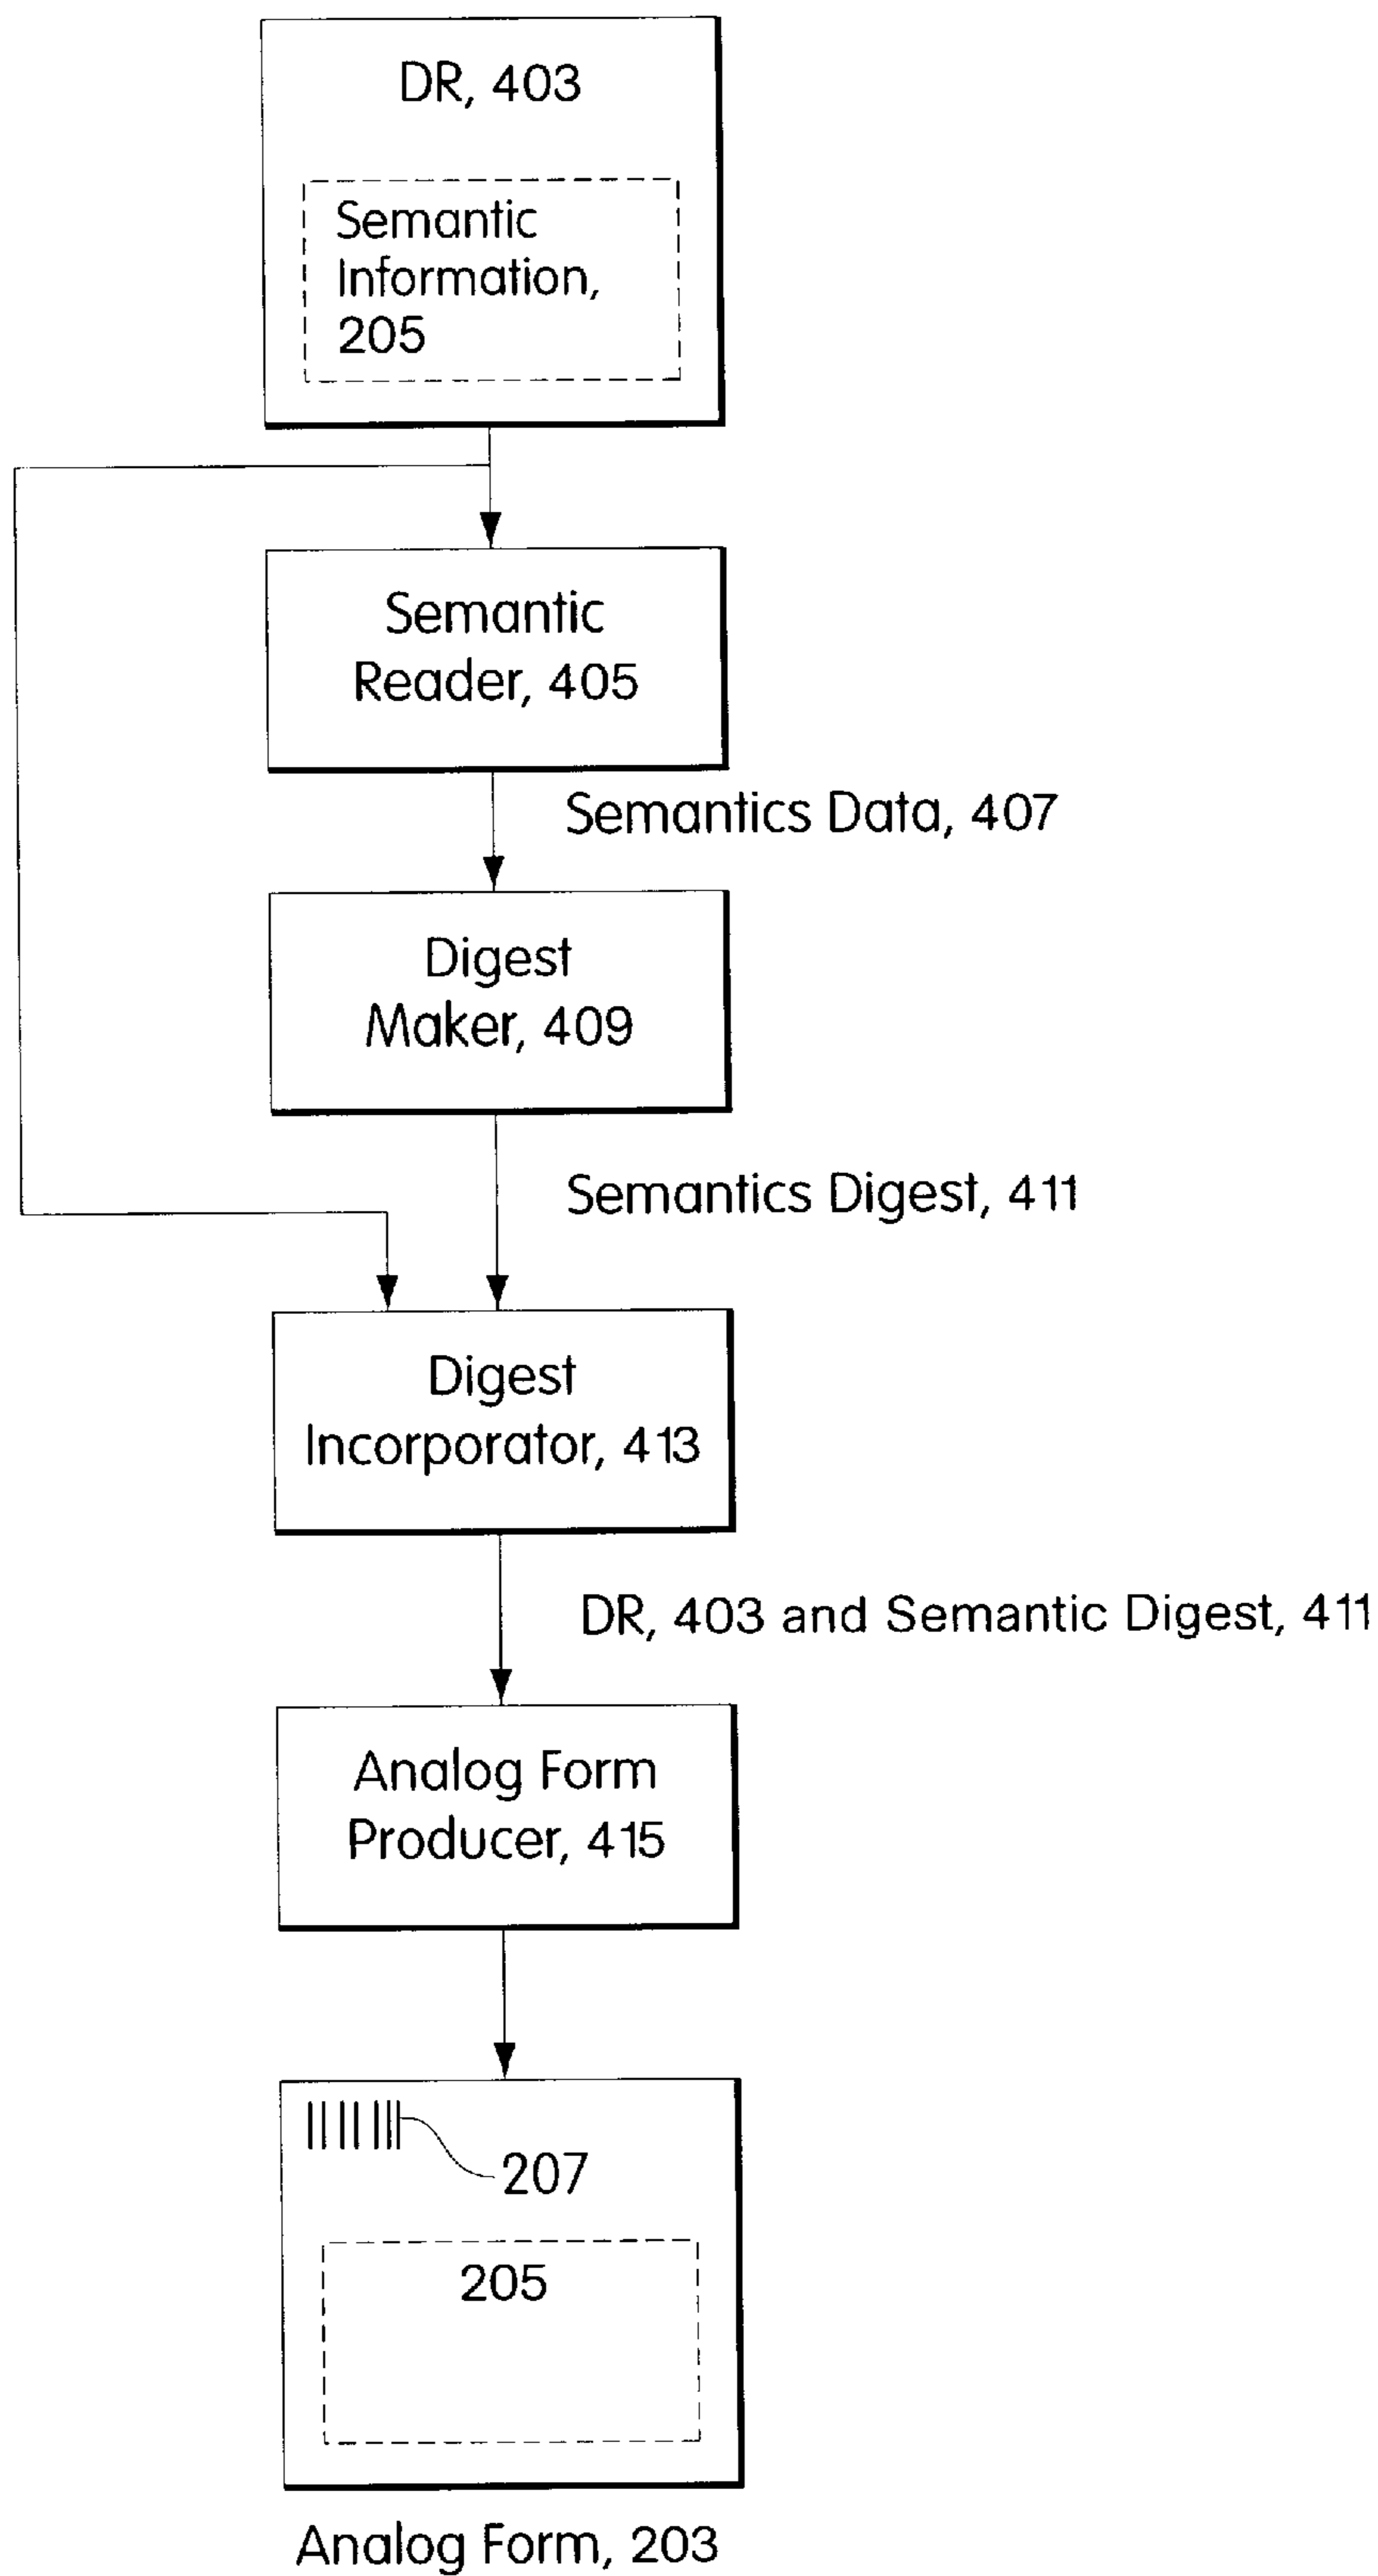 DR, 403
Semantic
Information,
205
Semantic
Reader, 405
Semantics Data, 407
Digest
Maker, 409
Semantics Digest, 411
Digest
Incorporator, 413
DR, 403 and Semantic Digest, 411
Analog Form
Producer, 415
207
205
Analog Form, 203